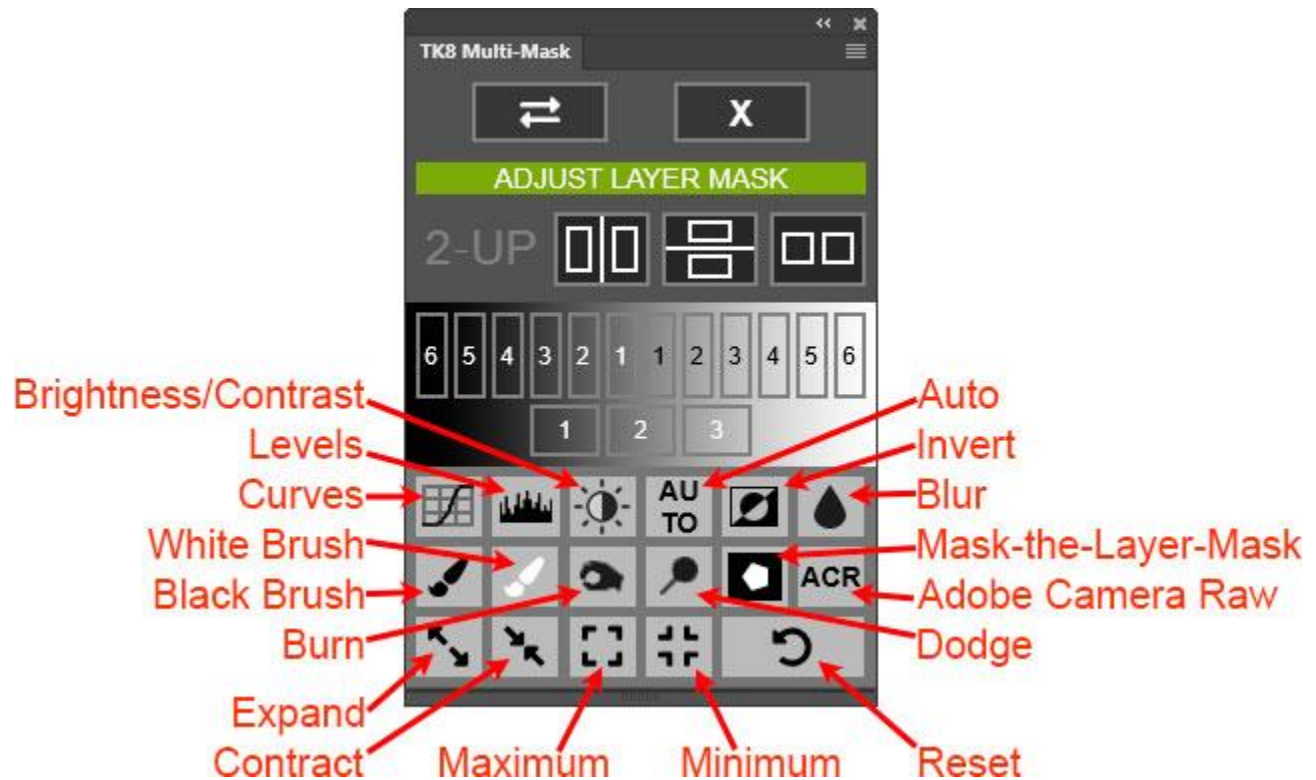 TK8 Multi-Mask
X
ADJUST LAYER MASK
2-UP
6 5 4 3 2 1 1 2 3 4 5 6
1 2 3
Brightness/Contrast
Levels
Curves
White Brush
Black Brush
Burn
Expand
Contract
Maximum
Minimum
Auto
Invert
Blur
Mask-the-Layer-Mask
Adobe Camera Raw
Dodge
Reset
AU
TO
ACR